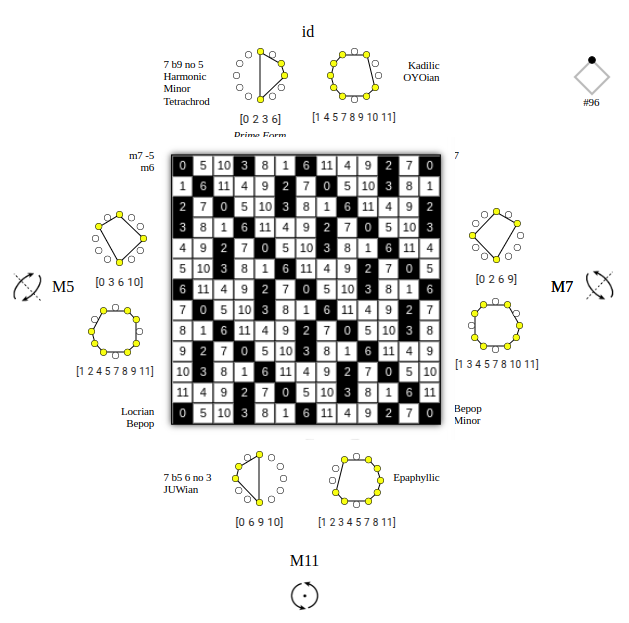 id
7 b9 no 5
Harmonic
Minor
Tetrachrod
Kadilic
OYOian
#96
[0 2 3 6]
[1 4 5 7 8 9 10 11]
Prime Form
m7 -5
m6
7
0 5 10 3 8 1 6 11 4 9 2 7 0
1 6 11 4 9 2 7 0 5 10 3 8 1
2 7 0 5 10 3 8 1 6 11 4 9 2
3 8 1 6 11 4 9 2 7 0 5 10 3
4 9 2 7 0 5 10 3 8 1 6 11 4
5 10 3 8 1 6 11 4 9 2 7 0 5
6 11 4 9 2 7 0 5 10 3 8 1 6
7 0 5 10 3 8 1 6 11 4 9 2 7
8 1 6 11 4 9 2 7 0 5 10 3 8
9 2 7 0 5 10 3 8 1 6 11 4 9
10 3 8 1 6 11 4 9 2 7 0 5 10
11 4 9 2 7 0 5 10 3 8 1 6 11
0 5 10 3 8 1 6 11 4 9 2 7 0
[0 3 6 10]
M5
[1 2 4 5 7 8 9 11]
Locrian
Bepop
[0 2 6 9]
M7
[1 3 4 5 7 8 10 11]
Bepop
Minor
7 b5 6 no 3
JUWian
Epaphyllic
[0 6 9 10]
[1 2 3 4 5 7 8 11]
M11